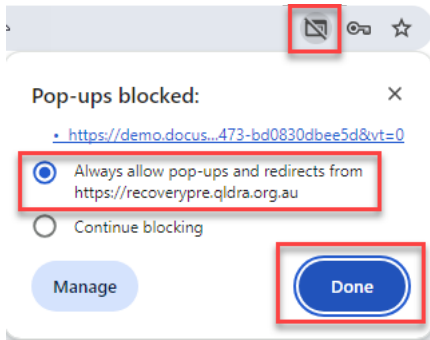 Pop-ups blocked:
• https://demo.docus...473-bd0830dbee5d&vt=0
Always allow pop-ups and redirects from
https://recoverypre.qldra.org.au
Continue blocking
Manage
Done